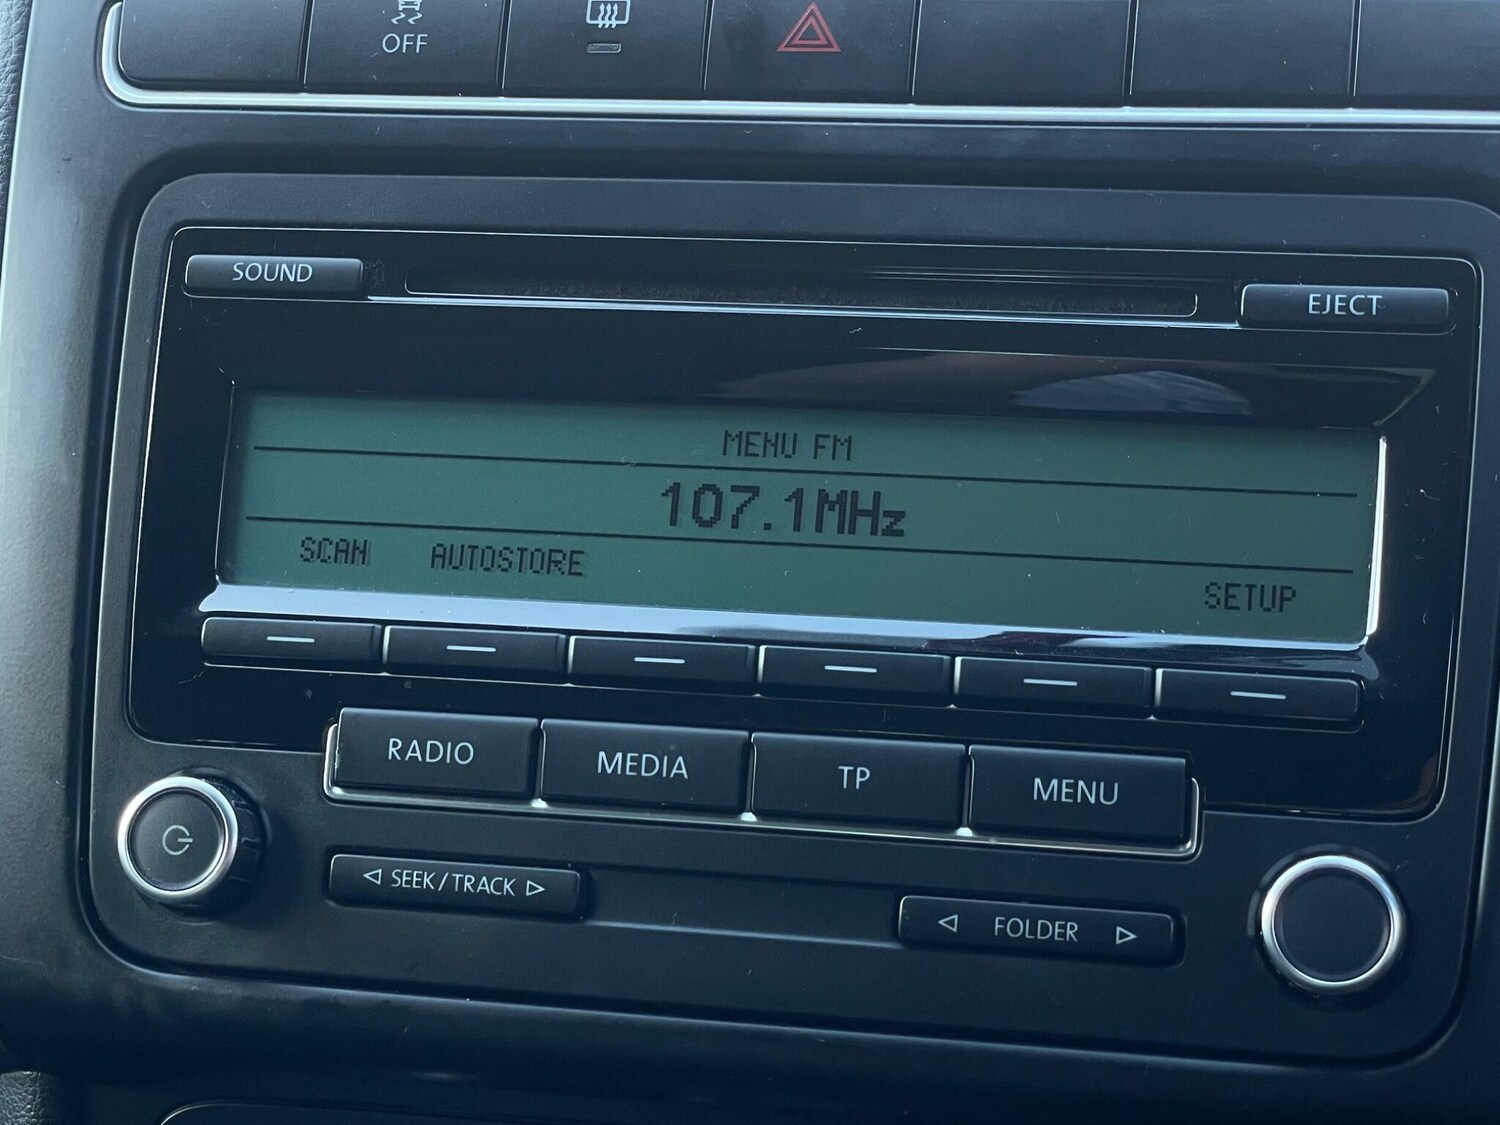 OFF
SOUND
EJECT
MENU FM
107.1MHz
SCAN AUTOSTORE SETUP
RADIO MEDIA TP MENU
SEEK/TRACK
FOLDER